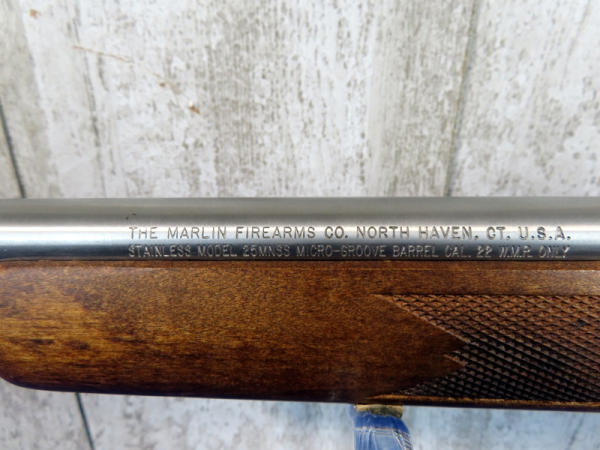 THE MARLIN FIREARMS CO. NORTH HAVEN, CT. U.S.A.
STAINLESS MODEL 25MNSS MICRO-GROOVE BARREL CAL. 22 W.M.R. ONLY